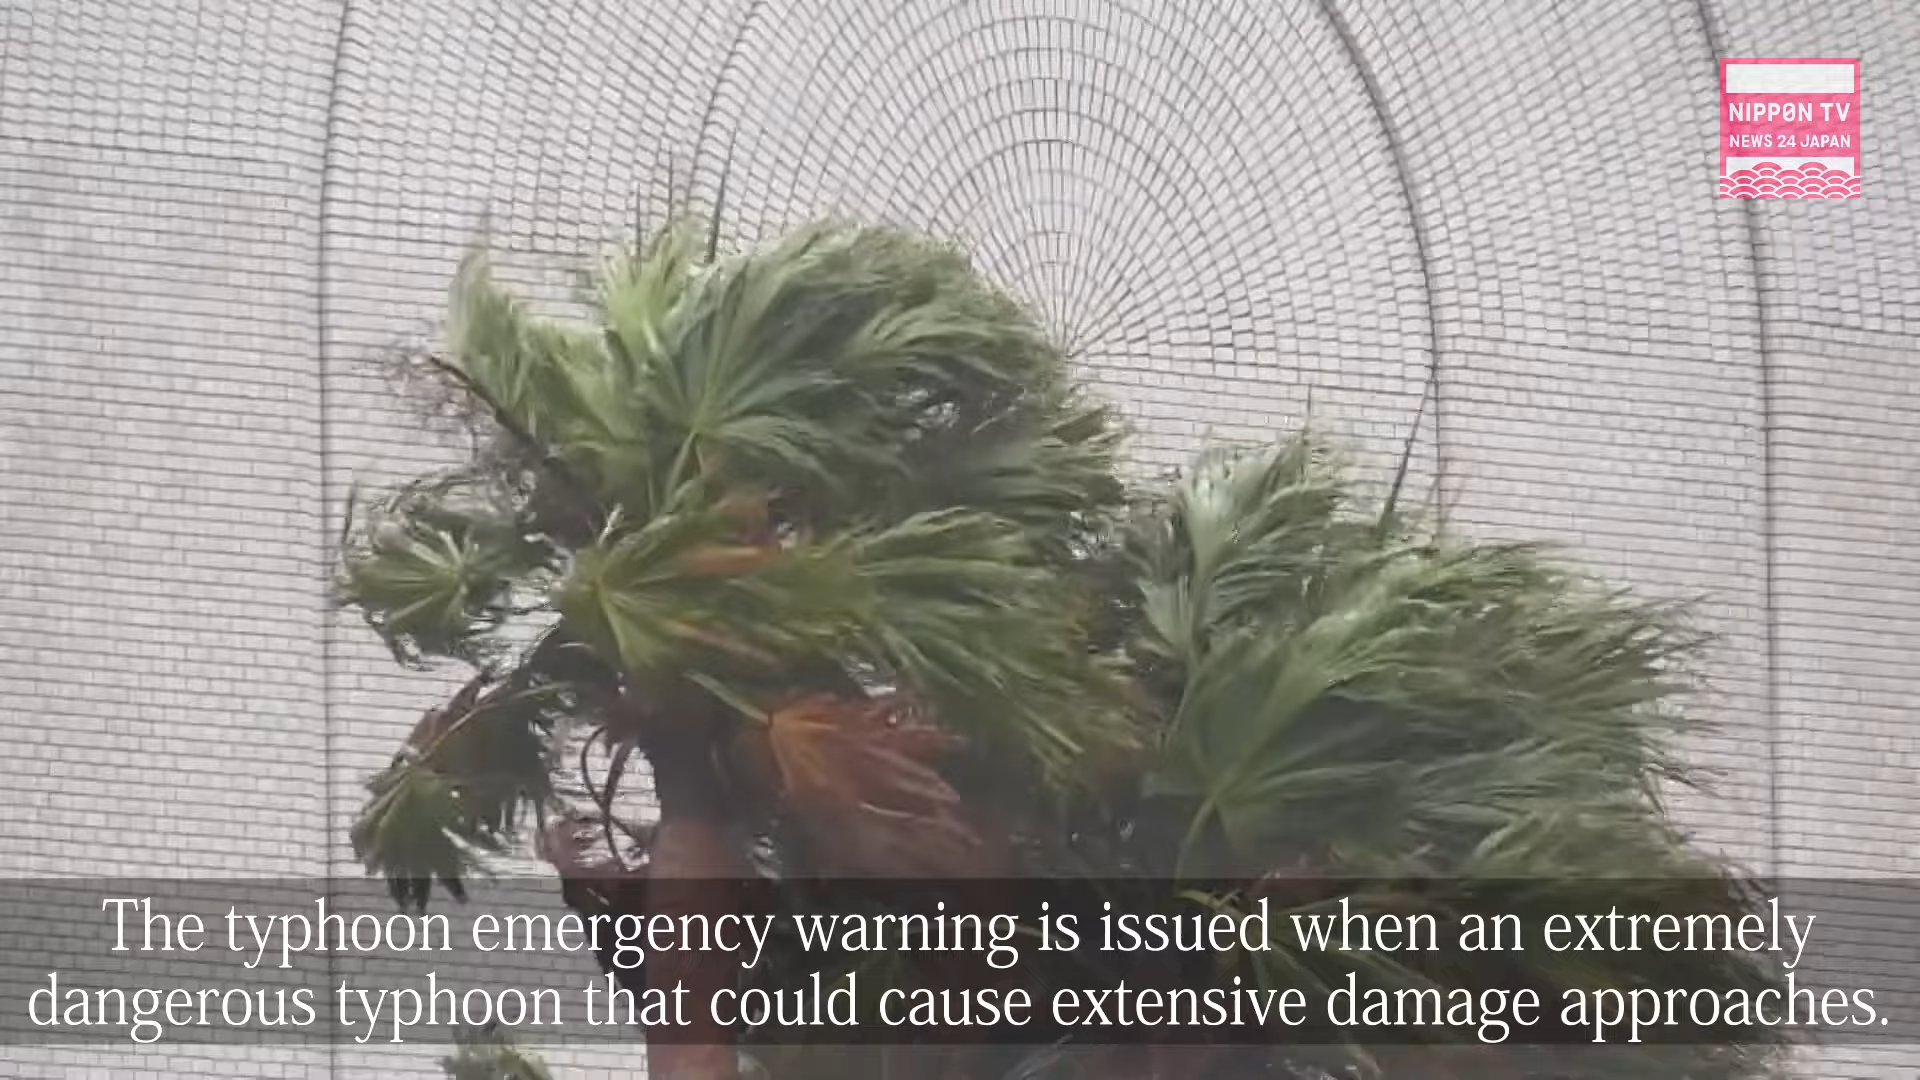 NIPPON TV
NEWS 24 JAPAN
The typhoon emergency warning is issued when an extremely
dangerous typhoon that could cause extensive damage approaches.